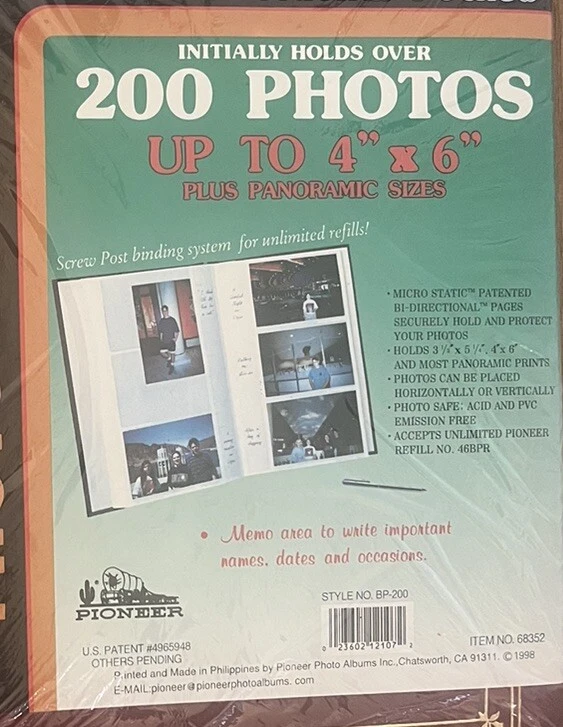 INITIALLY HOLDS OVER
200 PHOTOS
UP TO 4" x 6"
PLUS PANORAMIC SIZES
Screw Post binding system for unlimited refills!
· MICRO STATIC™ PATENTED
BI-DIRECTIONAL™ PAGES
SECURELY HOLD AND PROTECT
YOUR PHOTOS
· HOLDS 3 1/2" x 5 1/4", 4" x 6"
AND MOST PANORAMIC PRINTS
· PHOTOS CAN BE PLACED
HORIZONTALLY OR VERTICALLY
· PHOTO SAFE: ACID AND PVC
EMISSION FREE
· ACCEPTS UNLIMITED PIONEER
REFILL NO. 46BPR
• Memo area to write important
names, dates and occasions.
PIONEER
STYLE NO. BP-200
0 23602 12107 2
ITEM NO. 68352
U.S. PATENT #4965948
OTHERS PENDING
Printed and Made in Philippines by Pioneer Photo Albums Inc., Chatsworth, CA 91311. © 1998
E-MAIL:pioneer@pioneerphotoalbums.com